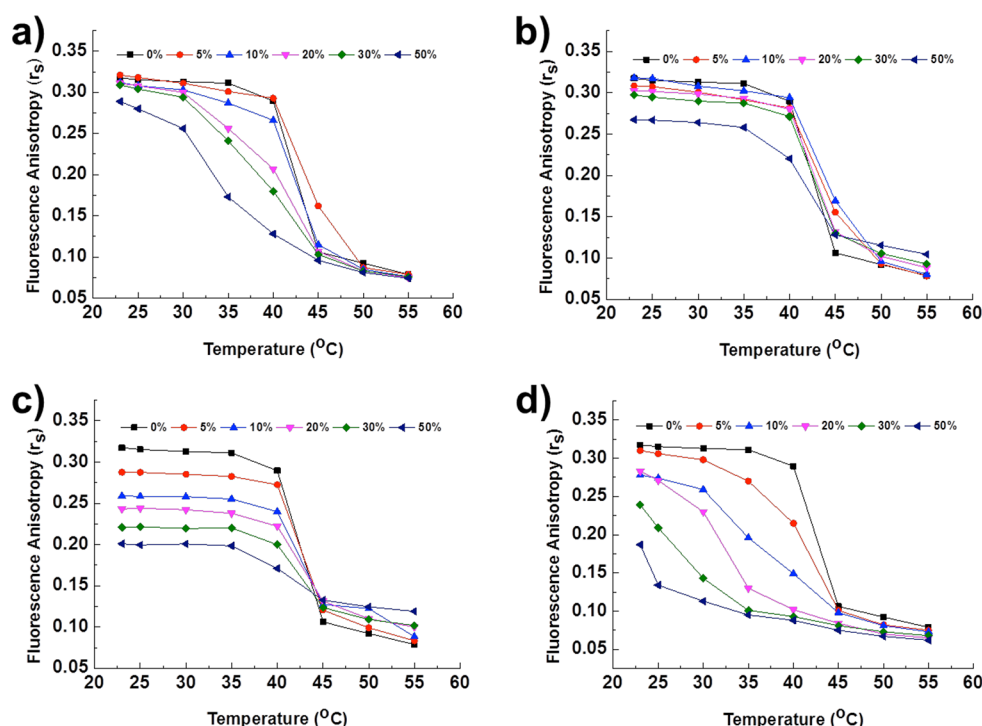 a)
0% 5% 10% 20% 30% 50%
Fluorescence Anisotropy (rs)
0.35
0.30
0.25
0.20
0.15
0.10
0.05
20 25 30 35 40 45 50 55 60
Temperature (OC)
b)
0% 5% 10% 20% 30% 50%
Fluorescence Anisotropy (rs)
0.35
0.30
0.25
0.20
0.15
0.10
0.05
20 25 30 35 40 45 50 55 60
Temperature (OC)
c)
0% 5% 10% 20% 30% 50%
Fluorescence Anisotropy (rs)
0.35
0.30
0.25
0.20
0.15
0.10
0.05
20 25 30 35 40 45 50 55 60
Temperature (OC)
d)
0% 5% 10% 20% 30% 50%
Fluorescence Anisotropy (rs)
0.35
0.30
0.25
0.20
0.15
0.10
0.05
20 25 30 35 40 45 50 55 60
Temperature (OC)